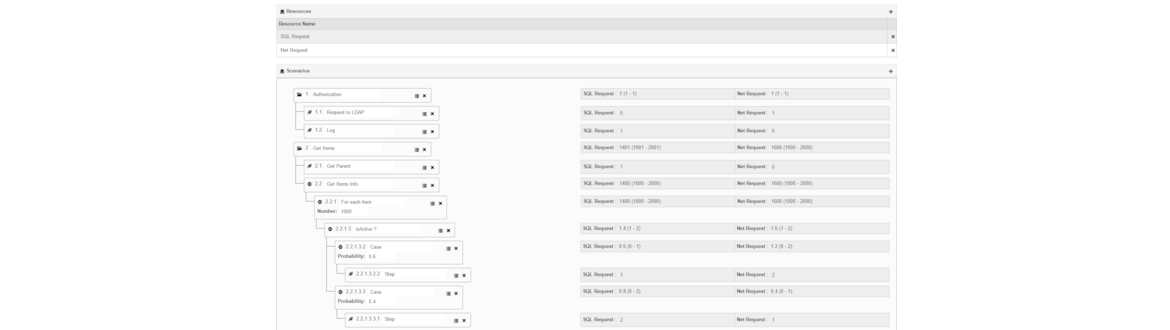 Resources
Resource Name
SQL Request
Net Request
Scenarios
1 Authorization SQL Request : 1 (1 - 1) Net Request : 1 (1 - 1)
1.1 Request to LDAP SQL Request : 0 Net Request : 1
1.2 Log SQL Request : 1 Net Request : 0
2 Get Items SQL Request : 1401 (1001 - 2001) Net Request : 1600 (1000 - 2000)
2.1 Get Parent SQL Request : 1 Net Request : 0
2.2 Get Items Info SQL Request : 1400 (1000 - 2000) Net Request : 1600 (1000 - 2000)
2.2.1 For each item SQL Request : 1400 (1000 - 2000) Net Request : 1600 (1000 - 2000)
Number: 1000
2.2.1.3 isActive ? SQL Request : 1.4 (1 - 2) Net Request : 1.6 (1 - 2)
2.2.1.3.2 Case SQL Request : 0.6 (0 - 1) Net Request : 1.2 (0 - 2)
Probability: 0.6
2.2.1.3.2.2 Step SQL Request : 1 Net Request : 2
2.2.1.3.3 Case SQL Request : 0.8 (0 - 2) Net Request : 0.4 (0 - 1)
Probability: 0.4
2.2.1.3.3.1 Step SQL Request : 2 Net Request : 1